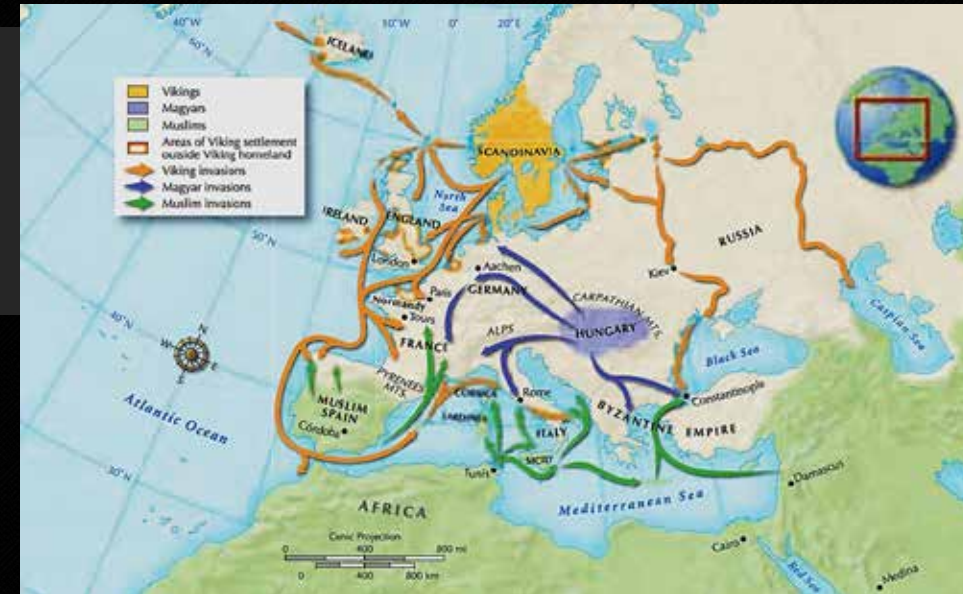 40°W
30°W
0°
20°E
60°N
ICELAND
Vikings
Magyars
Muslims
Areas of Viking settlement
outside Viking homeland
Viking invasions
Magyar invasions
Muslim invasions
SCANDINAVIA
North
Sea
IRELAND
ENGLAND
RUSSIA
50°N
London
Aachen
Kiev
GERMANY
Paris
Normandy
Tours
CARPATHIAN MTS.
HUNGARY
Caspian Sea
40°N
N
W
E
S
FRANCE
ALPS
Black Sea
PYRENEES
MTS.
CORSICA
Rome
Constantinople
Atlantic Ocean
MUSLIM
SPAIN
SARDINIA
BYZANTINE EMPIRE
Córdoba
ITALY
30°N
Tunis
SICILY
Damascus
AFRICA
Mediterranean Sea
Conic Projection
0 400 800 mi
0 400 800 km
Cairo
Red Sea
Medina